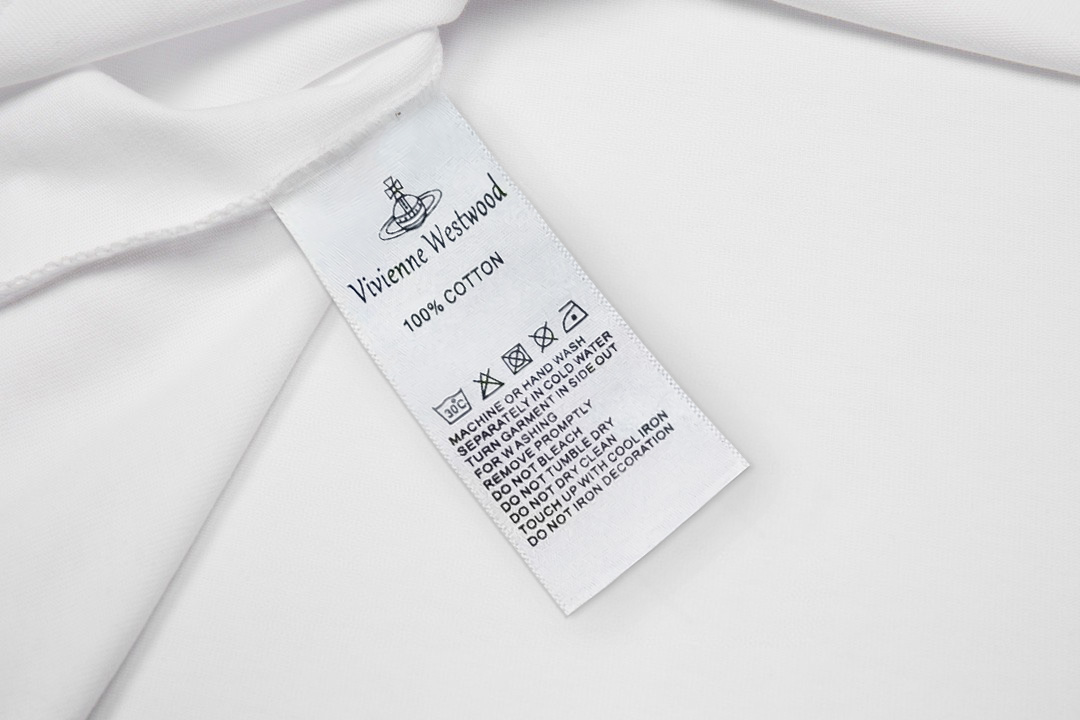 Vivienne Westwood
100% COTTON
30°C
MACHINE OR HAND WASH
SEPARATELY IN COLD WATER
TURN GARMENT IN SIDE OUT
FOR WASHING
REMOVE PROMPTLY
DO NOT BLEACH
DO NOT TUMBLE DRY
DO NOT DRY CLEAN
TOUCH UP WITH COOL IRON
DO NOT IRON DECORATION